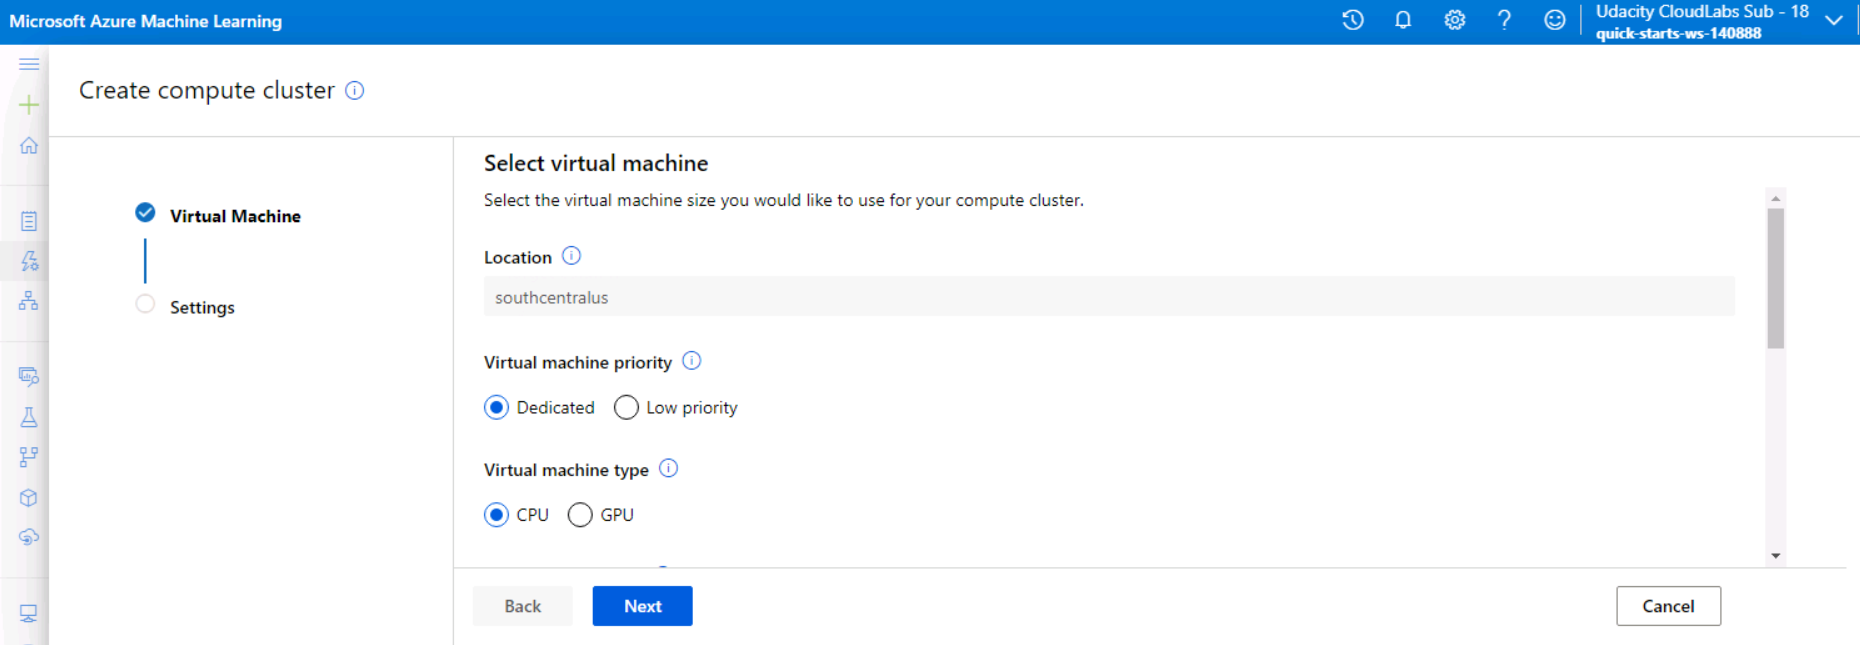 Microsoft Azure Machine Learning
Udacity CloudLabs Sub - 18
quick-starts-ws-140888
Create compute cluster
Virtual Machine
Settings
Select virtual machine
Select the virtual machine size you would like to use for your compute cluster.
Location
southcentralus
Virtual machine priority
Dedicated
Low priority
Virtual machine type
CPU
GPU
Back
Next
Cancel